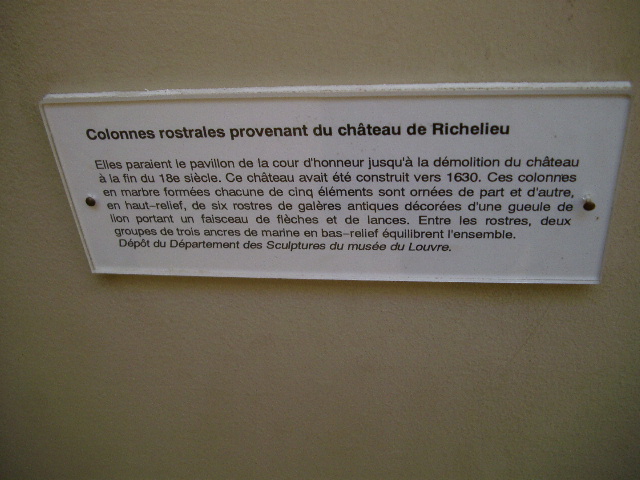 Colonnes rostrales provenant du château de Richelieu
Elles paraient le pavillon de la cour d'honneur jusqu'à la démolition du château
à la fin du 18e siècle. Ce château avait été construit vers 1630. Ces colonnes
en marbre formées chacune de cinq éléments sont ornées de part et d'autre,
en haut-relief, de six rostres de galères antiques décorées d'une gueule de
lion portant un faisceau de flèches et de lances. Entre les rostres, deux
groupes de trois ancres de marine en bas-relief équilibrent l'ensemble.
Dépôt du Département des Sculptures du musée du Louvre.